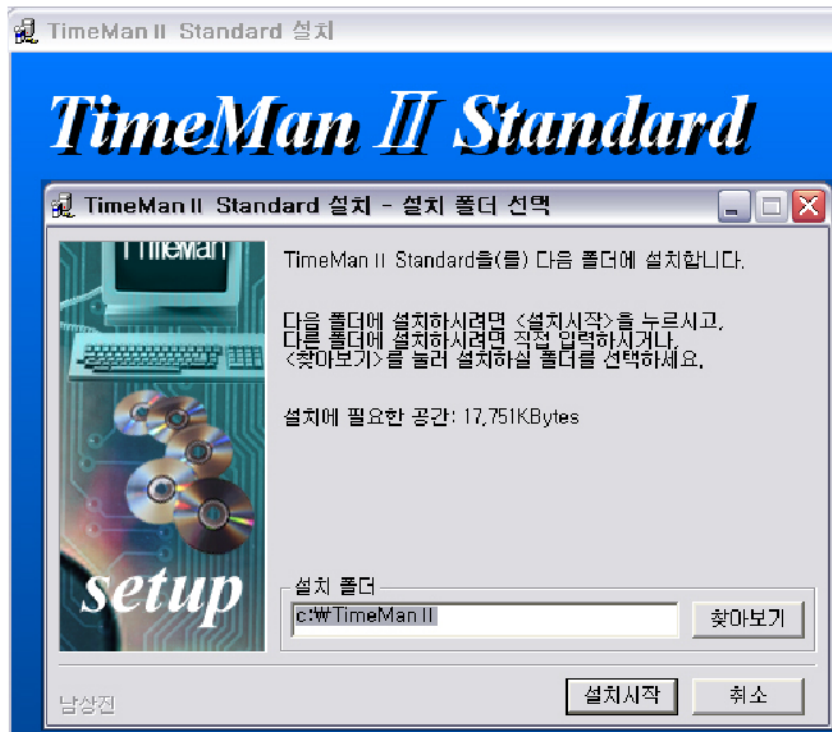 TimeMan II Standard 설치
TimeMan Ⅱ Standard
TimeMan II Standard 설치 - 설치 폴더 선택
TimeMan
TimeMan II Standard을(를) 다음 폴더에 설치합니다.
다음 폴더에 설치하시려면 <설치시작>을 누르시고,
다른 폴더에 설치하시려면 직접 입력하시거나,
<찾아보기>를 눌러 설치하실 폴더를 선택하세요.
설치에 필요한 공간: 17,751KBytes
setup
설치 폴더
c:₩TimeMan II
찾아보기
남상진
설치시작
취소